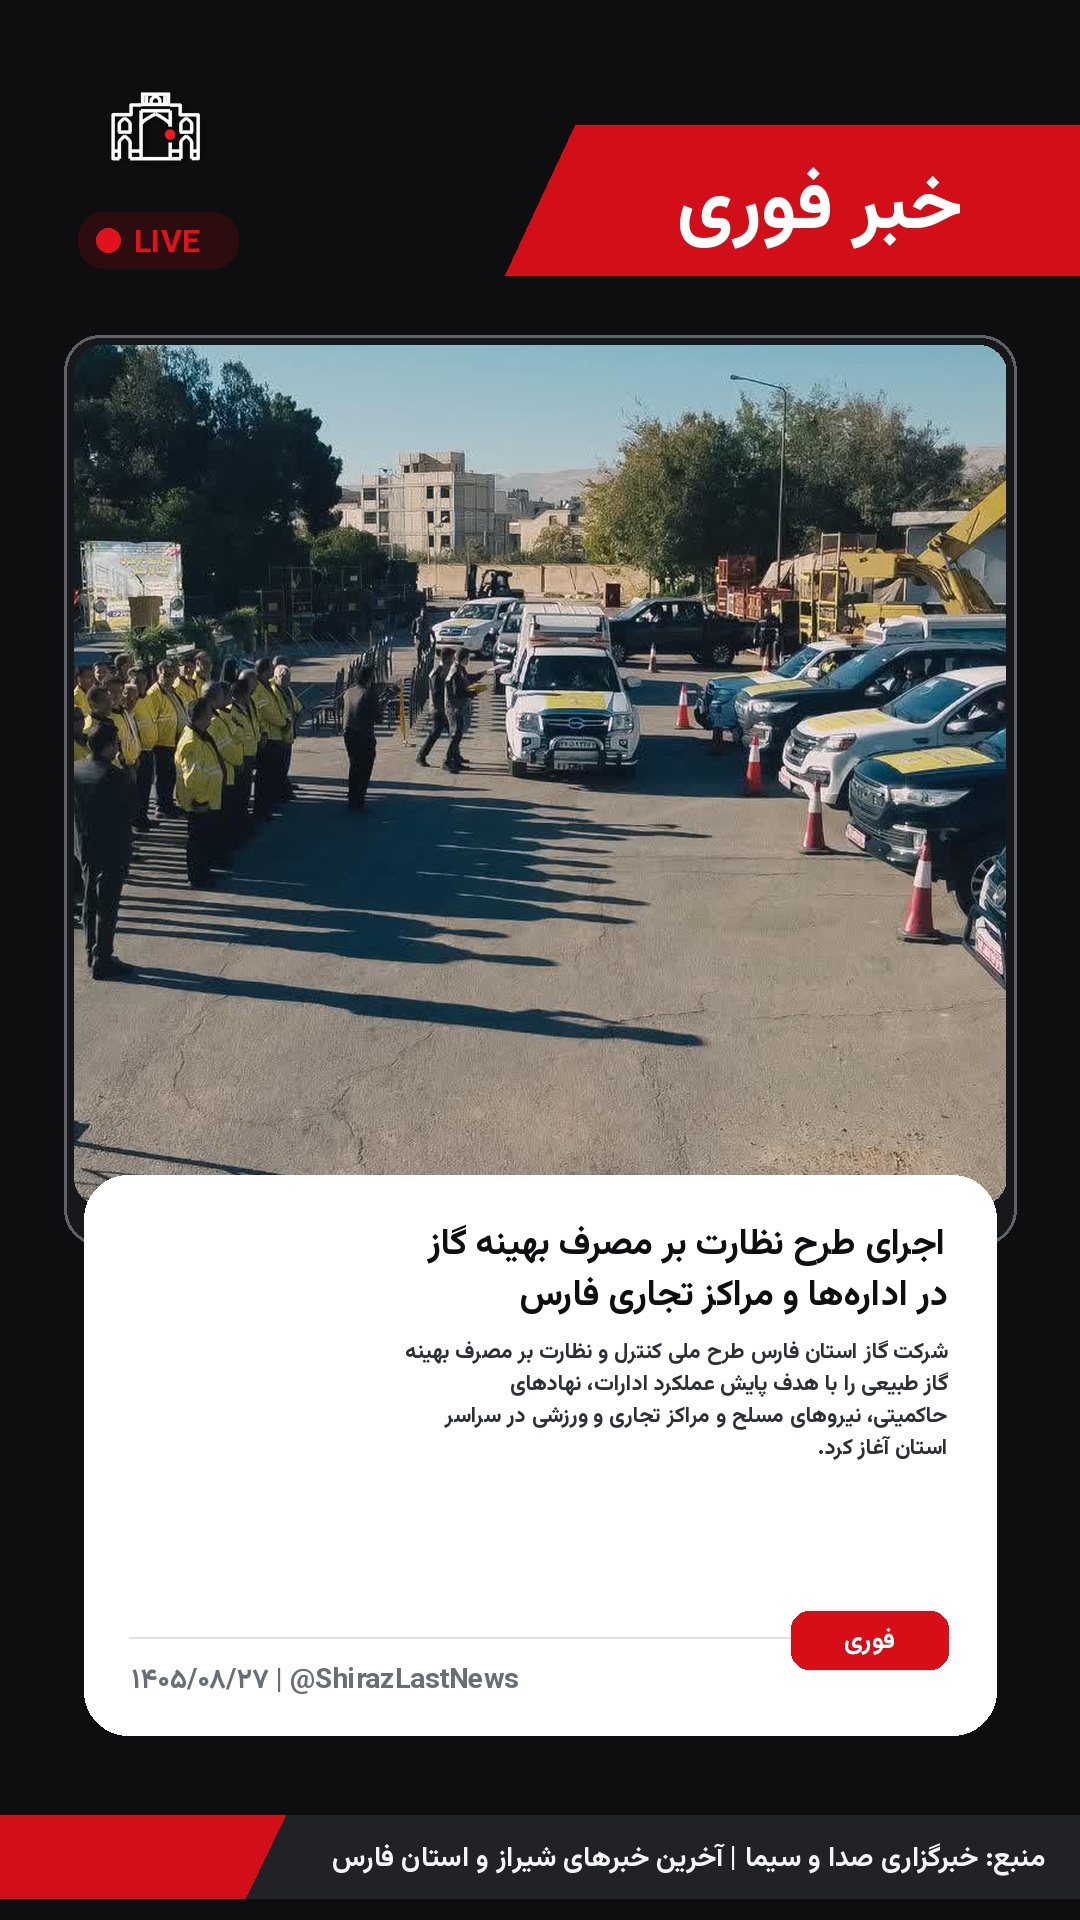 خبر فوری
LIVE
اجرای طرح نظارت بر مصرف بهینه گاز
در اداره‌ها و مراکز تجاری فارس
شرکت گاز استان فارس طرح ملی کنترل و نظارت بر مصرف بهینه
گاز طبیعی را با هدف پایش عملکرد ادارات، نهادهای
حاکمیتی، نیروهای مسلح و مراکز تجاری و ورزشی در سراسر
استان آغاز کرد.
فوری
۱۴۰۵/۰۸/۲۷ | @ShirazLastNews
منبع: خبرگزاری صدا و سیما | آخرین خبرهای شیراز و استان فارس